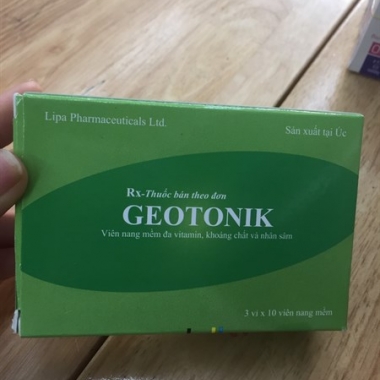 Lipa Pharmaceuticals Ltd.
Sản xuất tại Úc
Rx-Thuốc bán theo đơn
GEOTONIK
Viên nang mềm đa vitamin, khoáng chất và nhân sâm
3 vỉ x 10 viên nang mềm